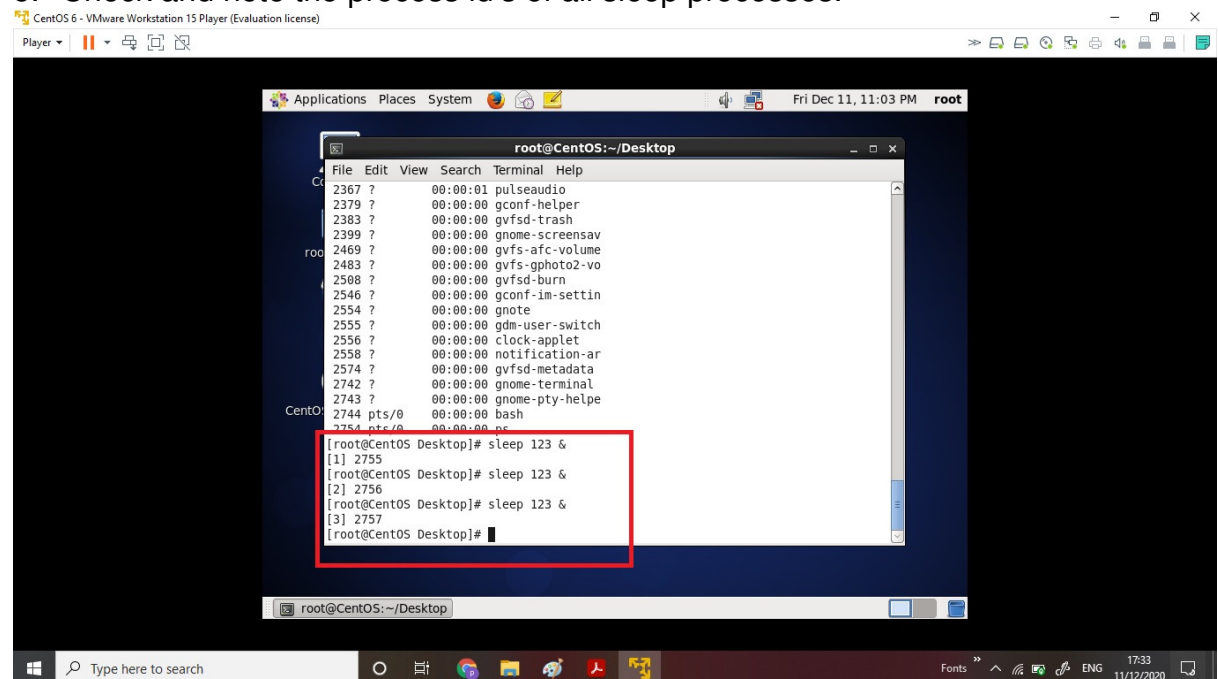 CentOS 6 - VMware Workstation 15 Player (Evaluation license)
Player
Applications Places System Fri Dec 11, 11:03 PM root
root@CentOS:~/Desktop
File Edit View Search Terminal Help
2367 ? 00:00:01 pulseaudio
2379 ? 00:00:00 gconf-helper
2383 ? 00:00:00 gvfsd-trash
2399 ? 00:00:00 gnome-screensav
2469 ? 00:00:00 gvfs-afc-volume
2483 ? 00:00:00 gvfs-gphoto2-vo
2508 ? 00:00:00 gvfsd-burn
2546 ? 00:00:00 gconf-im-settin
2554 ? 00:00:00 gnote
2555 ? 00:00:00 gdm-user-switch
2556 ? 00:00:00 clock-applet
2558 ? 00:00:00 notification-ar
2574 ? 00:00:00 gvfsd-metadata
2742 ? 00:00:00 gnome-terminal
2743 ? 00:00:00 gnome-pty-helpe
2744 pts/0 00:00:00 bash
2754 pts/0 00:00:00 ps
[root@CentOS Desktop]# sleep 123 &
[1] 2755
[root@CentOS Desktop]# sleep 123 &
[2] 2756
[root@CentOS Desktop]# sleep 123 &
[3] 2757
[root@CentOS Desktop]#
root@CentOS:~/Desktop
Type here to search
Fonts
ENG
17:33
11/12/2020